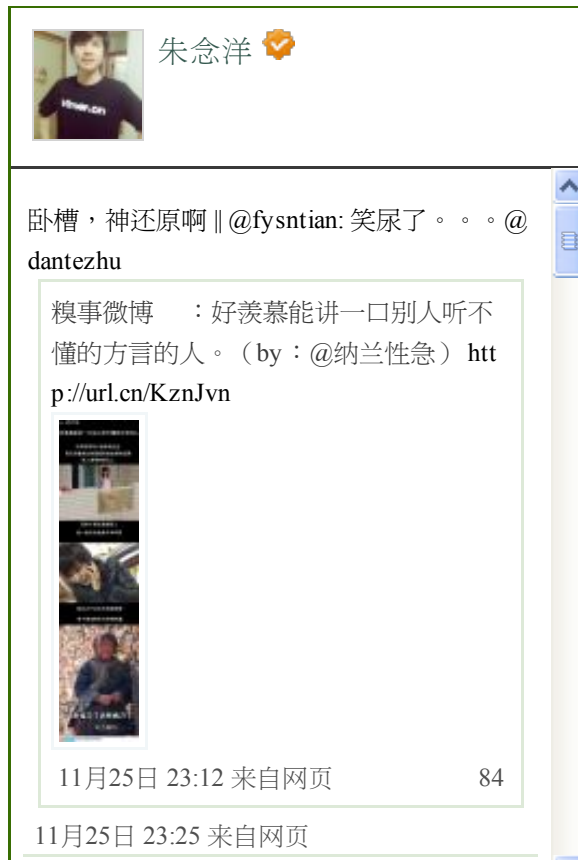 朱念洋
vimer.cn
卧槽，神还原啊 || @fysntian: 笑尿了。。。@
dantezhu
糗事微博 ：好羡慕能讲一口别人听不
懂的方言的人。（by：@纳兰性急） htt
p://url.cn/KznJvn
11月25日 23:12 来自网页 84
11月25日 23:25 来自网页